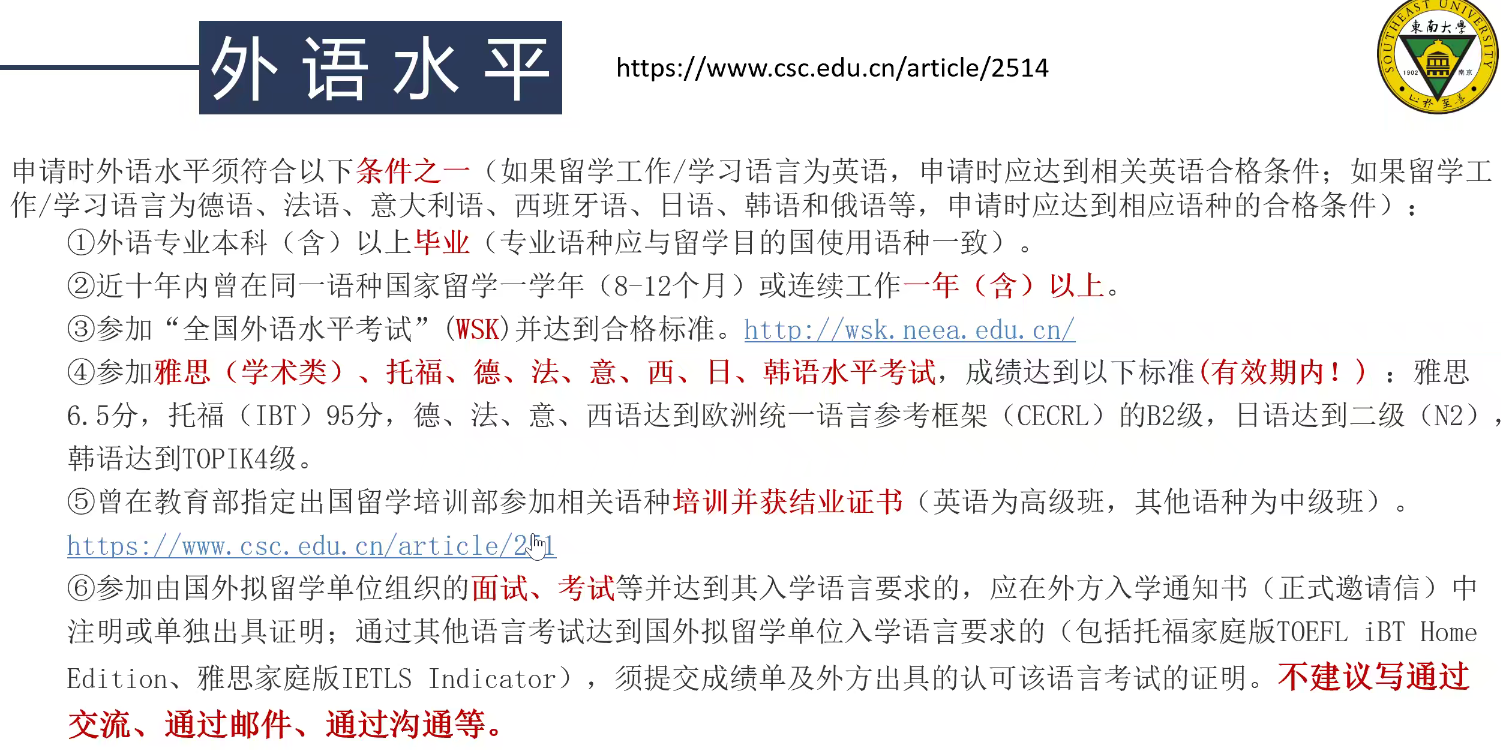 外语水平
https://www.csc.edu.cn/article/2514
SOUTHEAST UNIVERSITY
東南大學
1902
南京
止於至善
申请时外语水平须符合以下条件之一（如果留学工作/学习语言为英语，申请时应达到相关英语合格条件；如果留学工
作/学习语言为德语、法语、意大利语、西班牙语、日语、韩语和俄语等，申请时应达到相应语种的合格条件）：
①外语专业本科（含）以上毕业（专业语种应与留学目的国使用语种一致）。
②近十年内曾在同一语种国家留学一学年（8-12个月）或连续工作一年（含）以上。
③参加“全国外语水平考试”(WSK)并达到合格标准。http://wsk.neea.edu.cn/
④参加雅思（学术类）、托福、德、法、意、西、日、韩语水平考试，成绩达到以下标准(有效期内！)：雅思
6.5分，托福（IBT）95分，德、法、意、西语达到欧洲统一语言参考框架（CECRL）的B2级，日语达到二级（N2），
韩语达到TOPIK4级。
⑤曾在教育部指定出国留学培训部参加相关语种培训并获结业证书（英语为高级班，其他语种为中级班）。
⑥参加由国外拟留学单位组织的面试、考试等并达到其入学语言要求的，应在外方入学通知书（正式邀请信）中
注明或单独出具证明；通过其他语言考试达到国外拟留学单位入学语言要求的（包括托福家庭版TOEFL iBT Home
Edition、雅思家庭版IETLS Indicator），须提交成绩单及外方出具的认可该语言考试的证明。不建议写通过
交流、通过邮件、通过沟通等。